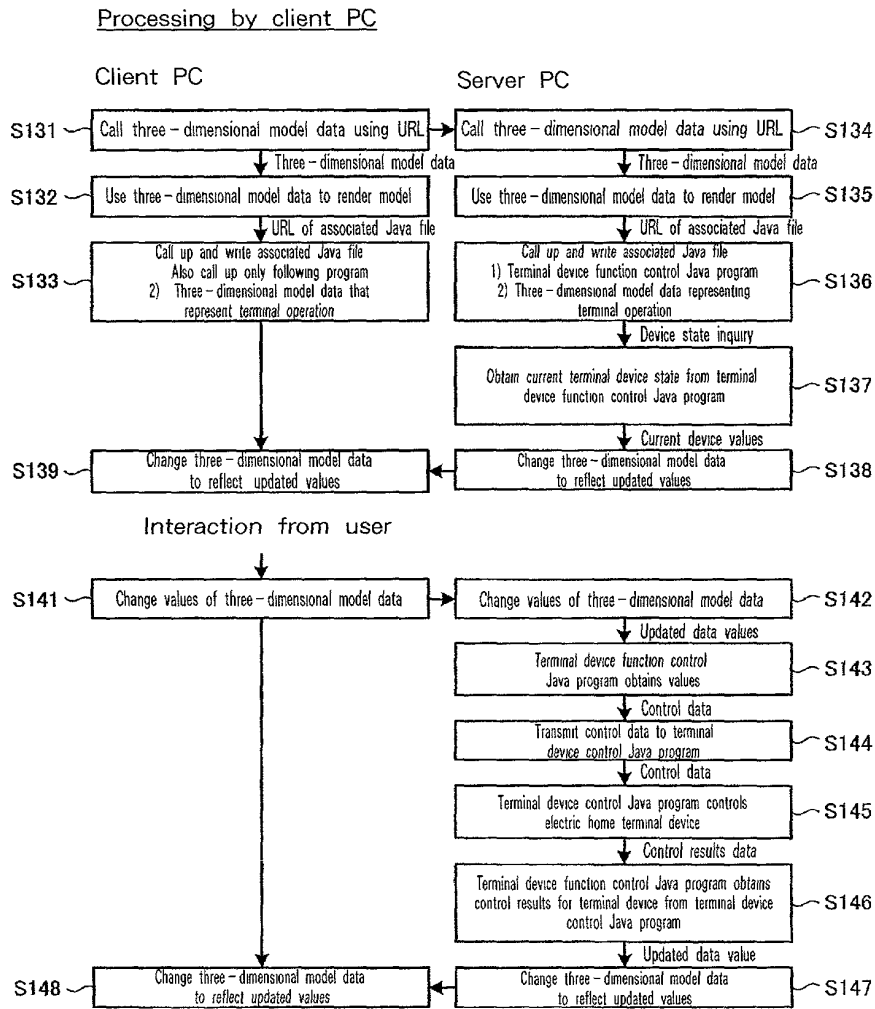 Processing by client PC
Client PC
Server PC
S131
Call three-dimensional model data using URL
Call three-dimensional model data using URL
S134
Three-dimensional model data
Three-dimensional model data
S132
Use three-dimensional model data to render model
Use three-dimensional model data to render model
S135
URL of associated Java file
URL of associated Java file
S133
Call up and write associated Java file
Also call up only following program
2) Three-dimensional model data that
represent terminal operation
Call up and write associated Java file
1) Terminal device function control Java program
2) Three-dimensional model data representing
terminal operation
S136
Device state inquiry
Obtain current terminal device state from terminal
device function control Java program
S137
Current device values
S139
Change three-dimensional model data
to reflect updated values
Change three-dimensional model data
to reflect updated values
S138
Interaction from user
S141
Change values of three-dimensional model data
Change values of three-dimensional model data
S142
Updated data values
Terminal device function control
Java program obtains values
S143
Control data
Transmit control data to terminal
device control Java program
S144
Control data
Terminal device control Java program controls
electric home terminal device
S145
Control results data
Terminal device function control Java program obtains
control results for terminal device from terminal device
control Java program
S146
Updated data value
S148
Change three-dimensional model data
to reflect updated values
Change three-dimensional model data
to reflect updated values
S147